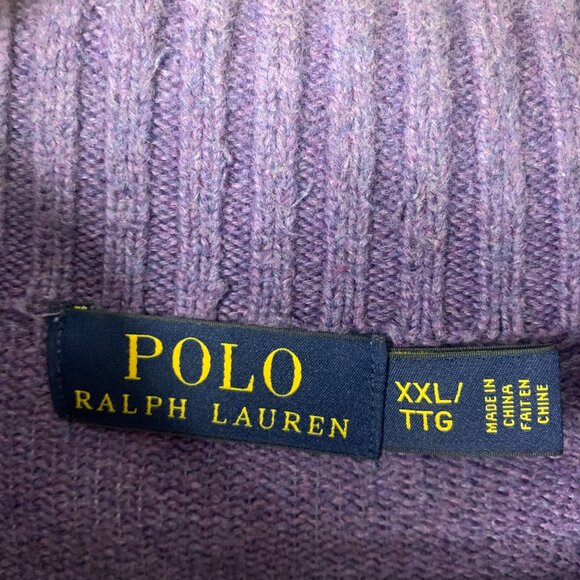 POLO
RALPH LAUREN
XXL/
TTG
MADE IN
CHINA
FAIT EN
CHINE